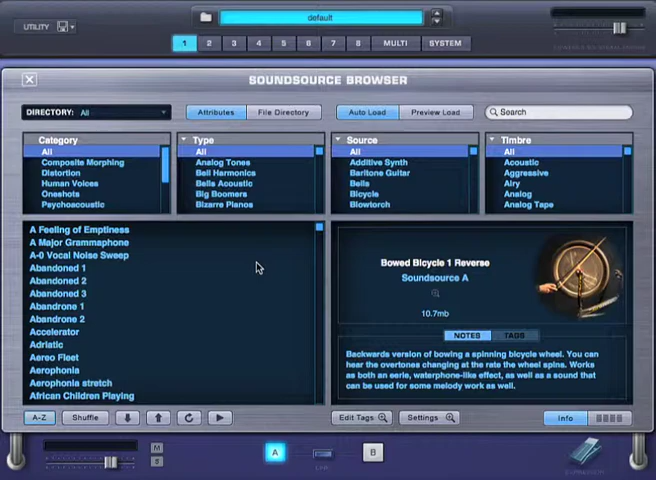 UTILITY
default
1 2 3 4 5 6 7 8 MULTI SYSTEM
SOUNDSOURCE BROWSER
DIRECTORY: All
Attributes File Directory
Auto Load Preview Load
Search
Category
All
Composite Morphing
Distortion
Human Voices
Oneshots
Psychoacoustic
Type
All
Analog Tones
Bell Harmonics
Bells Acoustic
Big Boomers
Bizarre Pianos
Source
All
Additive Synth
Baritone Guitar
Bells
Bicycle
Blowtorch
Timbre
All
Acoustic
Aggressive
Airy
Analog
Analog Tape
A Feeling of Emptiness
A Major Grammaphone
A-0 Vocal Noise Sweep
Abandoned 1
Abandoned 2
Abandoned 3
Abandrone 1
Abandrone 2
Accelerator
Adriatic
Aereo Fleet
Aerophonia
Aerophonia stretch
African Children Playing
Bowed Bicycle 1 Reverse
Soundsource A
10.7mb
NOTES TAGS
Backwards version of bowing a spinning bicycle wheel. You can
hear the overtones changing at the rate the wheel spins. Works
as both an eerie, waterphone-like effect, as well as a sound that
can be used for some melody work as well.
A-Z Shuffle
Edit Tags Settings
Info
M
A
B
LINK